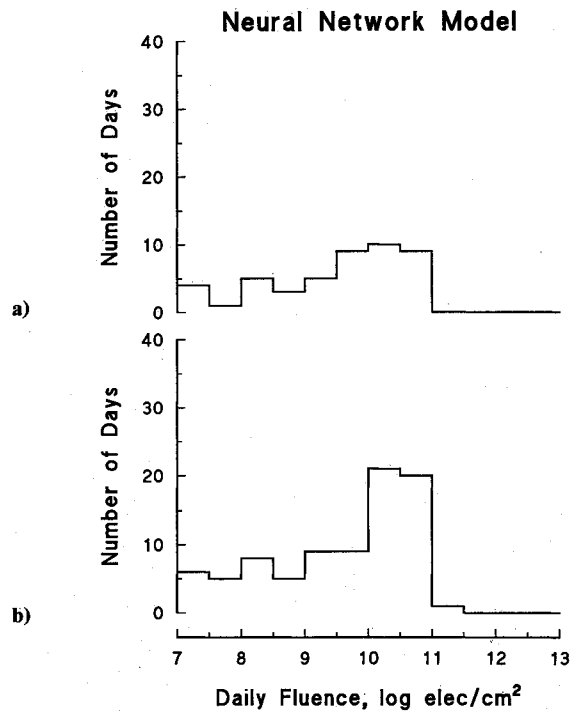 Neural Network Model
40
30
20
10
0
Number of Days
a)
40
30
20
10
0
Number of Days
b)
7 8 9 10 11 12 13
Daily Fluence, log elec/cm²